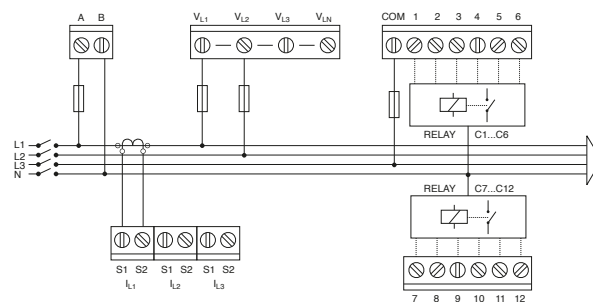 A B
VL1 VL2 VL3 VLN
COM 1 2 3 4 5 6
RELAY C1...C6
L1
L2
L3
N
RELAY C7...C12
S1 S2 S1 S2 S1 S2
IL1 IL2 IL3
7 8 9 10 11 12